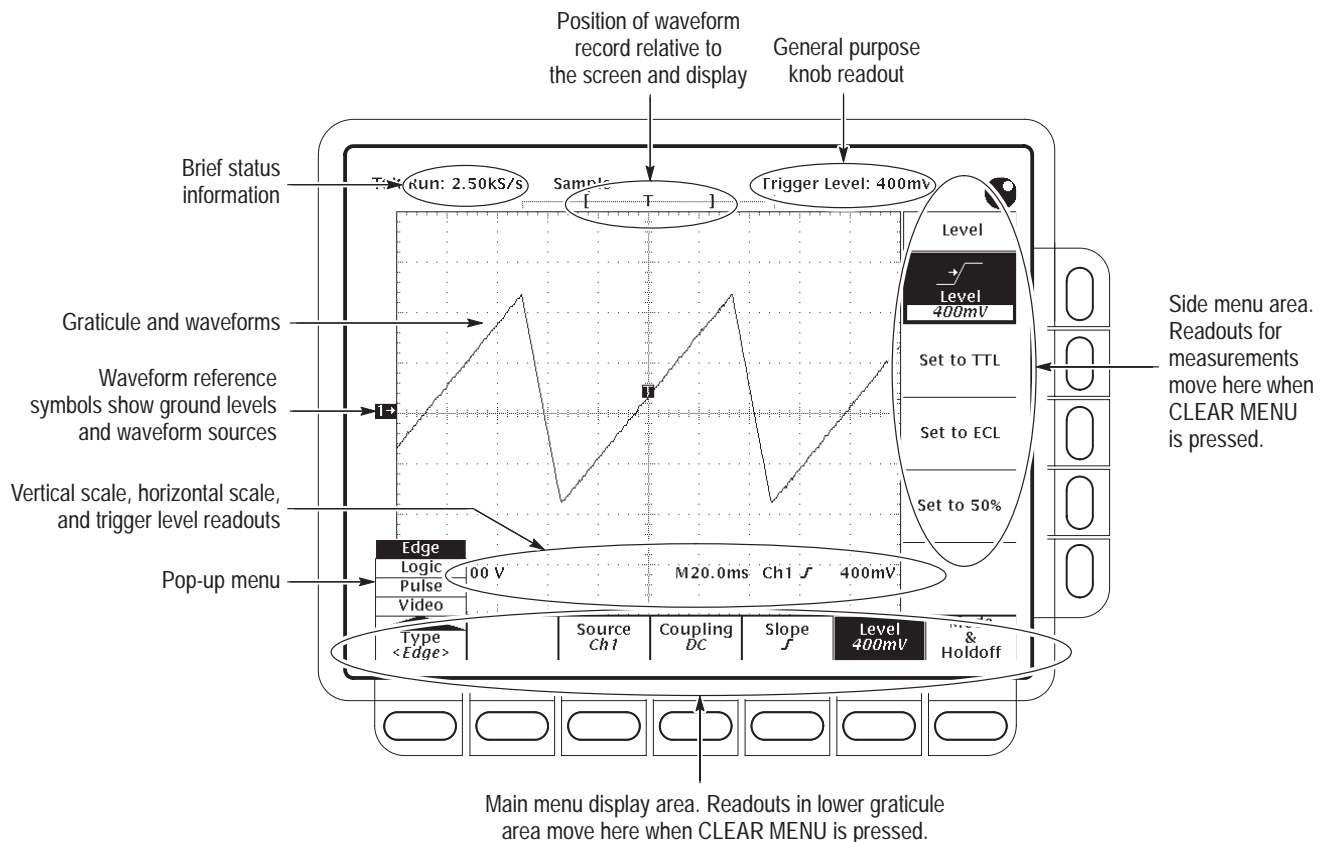 Position of waveform
record relative to
the screen and display
General purpose
knob readout
Brief status
information
Run: 2.50kS/s
Sample
Trigger Level: 400mV
[ T ]
Level
Level
400mV
Set to TTL
Set to ECL
Set to 50%
Side menu area.
Readouts for
measurements
move here when
CLEAR MENU
is pressed.
Graticule and waveforms
Waveform reference
symbols show ground levels
and waveform sources
1→
T
Vertical scale, horizontal scale,
and trigger level readouts
Pop-up menu
Edge
Logic
Pulse
Video
00 V
M20.0ms Ch1 400mV
Type
<Edge>
Source
Ch1
Coupling
DC
Slope
Level
400mV
&
Holdoff
Main menu display area. Readouts in lower graticule
area move here when CLEAR MENU is pressed.